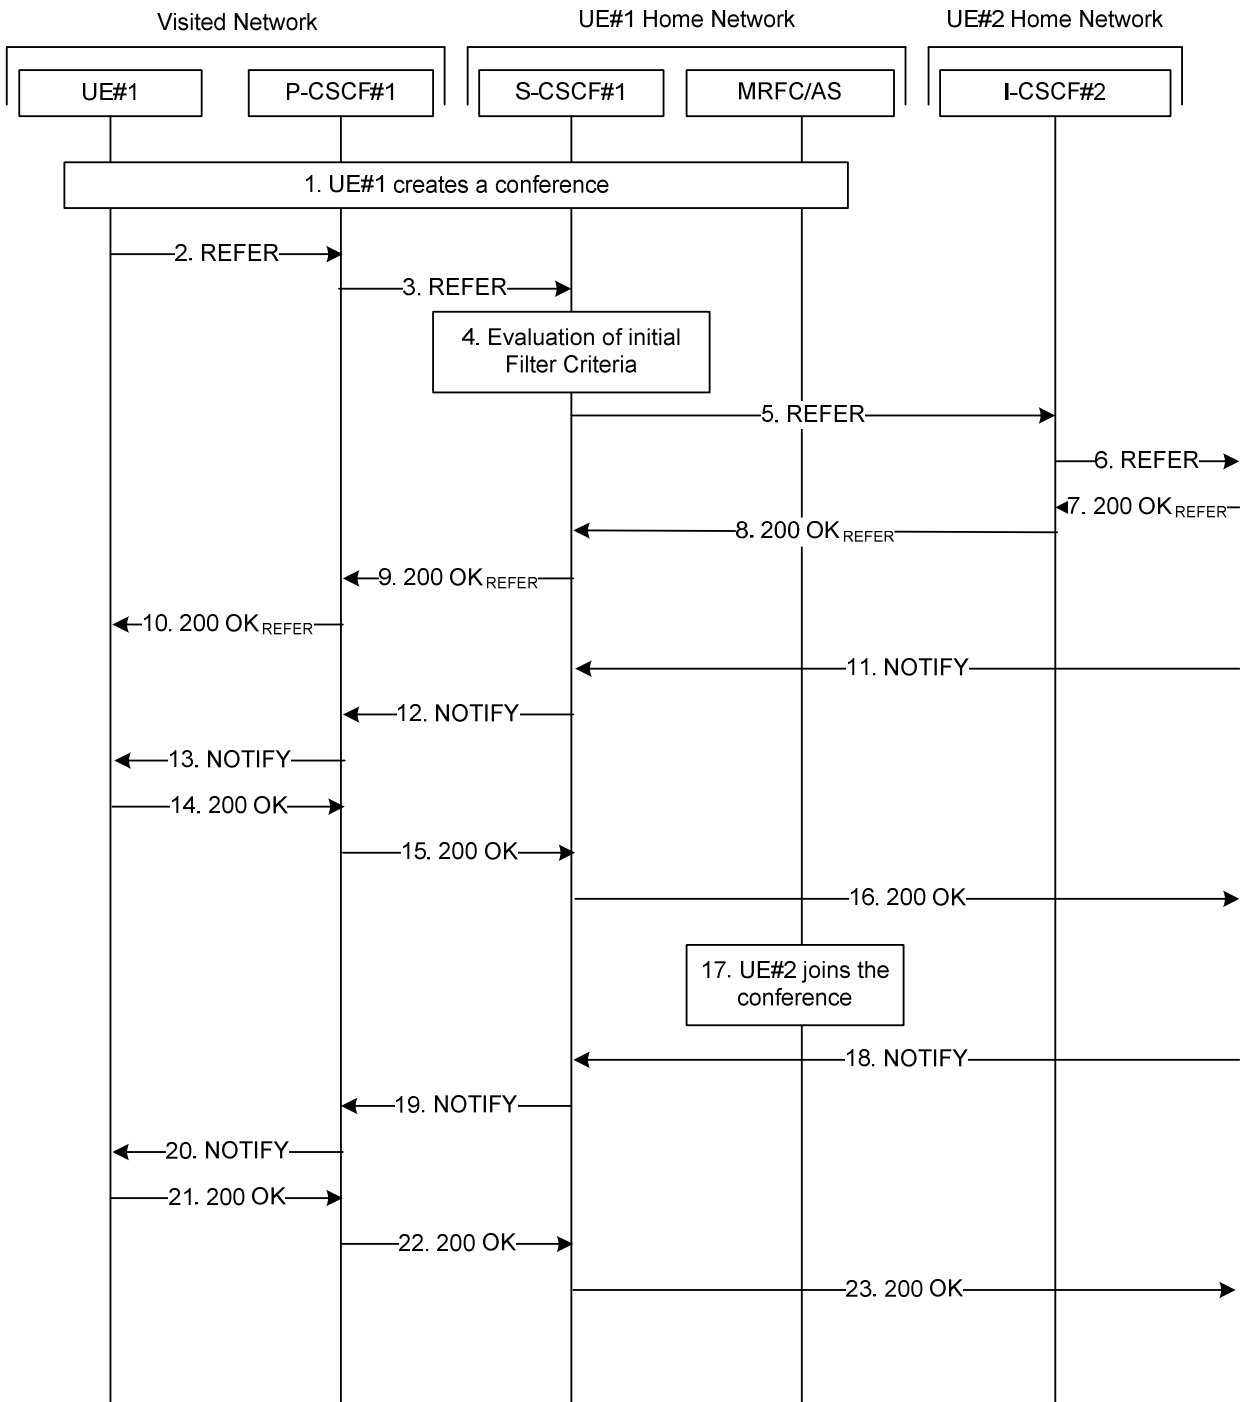 Visited Network
UE#1 Home Network
UE#2 Home Network
UE#1
P-CSCF#1
S-CSCF#1
MRFC/AS
I-CSCF#2
1. UE#1 creates a conference
2. REFER
3. REFER
4. Evaluation of initial
Filter Criteria
5. REFER
6. REFER
7. 200 OK REFER
8. 200 OK REFER
9. 200 OK REFER
10. 200 OK REFER
11. NOTIFY
12. NOTIFY
13. NOTIFY
14. 200 OK
15. 200 OK
16. 200 OK
17. UE#2 joins the
conference
18. NOTIFY
19. NOTIFY
20. NOTIFY
21. 200 OK
22. 200 OK
23. 200 OK